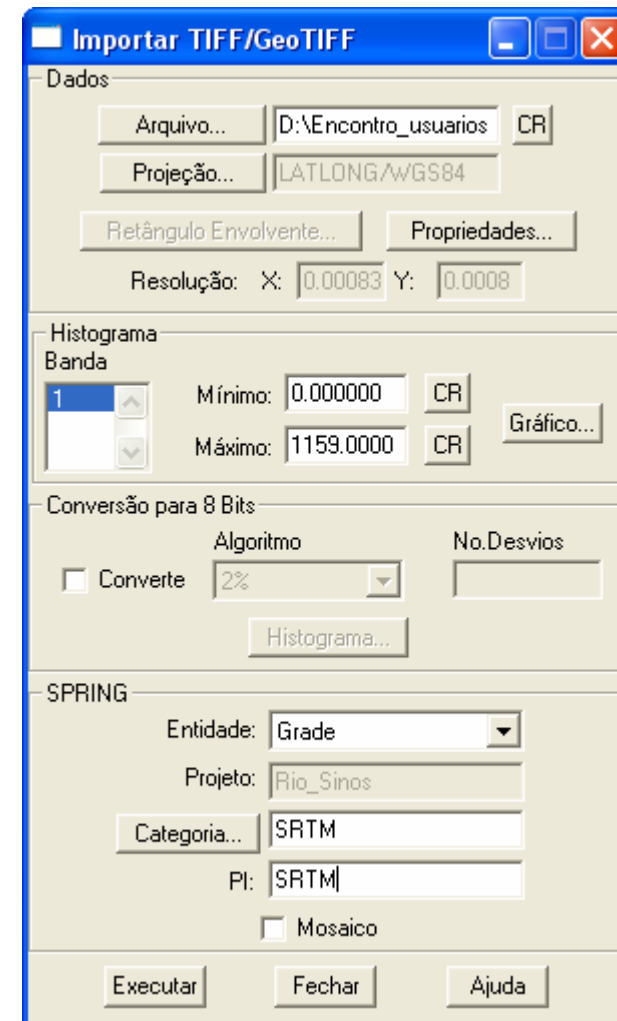 Importar TIFF/GeoTIFF
Dados
Arquivo... D:\Encontro_usuarios CR
Projeção... LATLONG/WGS84
Retângulo Envolvente... Propriedades...
Resolução: X: 0.00083 Y: 0.0008
Histograma
Banda
1 Mínimo: 0.000000 CR
Máximo: 1159.0000 CR Gráfico...
Conversão para 8 Bits
Algoritmo No.Desvios
Converte 2%
Histograma...
SPRING
Entidade: Grade
Projeto: Rio_Sinos
Categoria... SRTM
PI: SRTM
Mosaico
Executar Fechar Ajuda